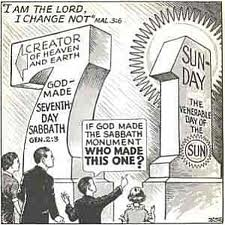 "I AM THE LORD,
I CHANGE NOT" MAL. 3:6
CREATOR
OF HEAVEN
AND EARTH
GOD-
MADE
SEVENTH-
DAY
SABBATH
GEN. 2:3
IF GOD MADE
THE SABBATH
MONUMENT
WHO MADE
THIS ONE?
SUN-
DAY
THE
VENERABLE
DAY OF
THE
SUN